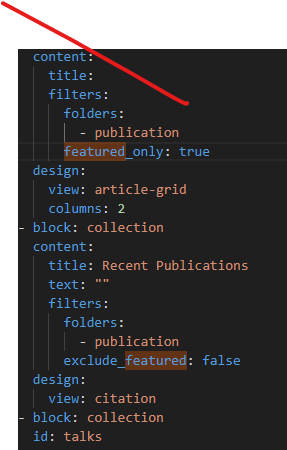 content:
title:
filters:
folders:
- publication
featured_only: true
design:
view: article-grid
columns: 2
- block: collection
content:
title: Recent Publications
text: ""
filters:
folders:
- publication
exclude_featured: false
design:
view: citation
- block: collection
id: talks